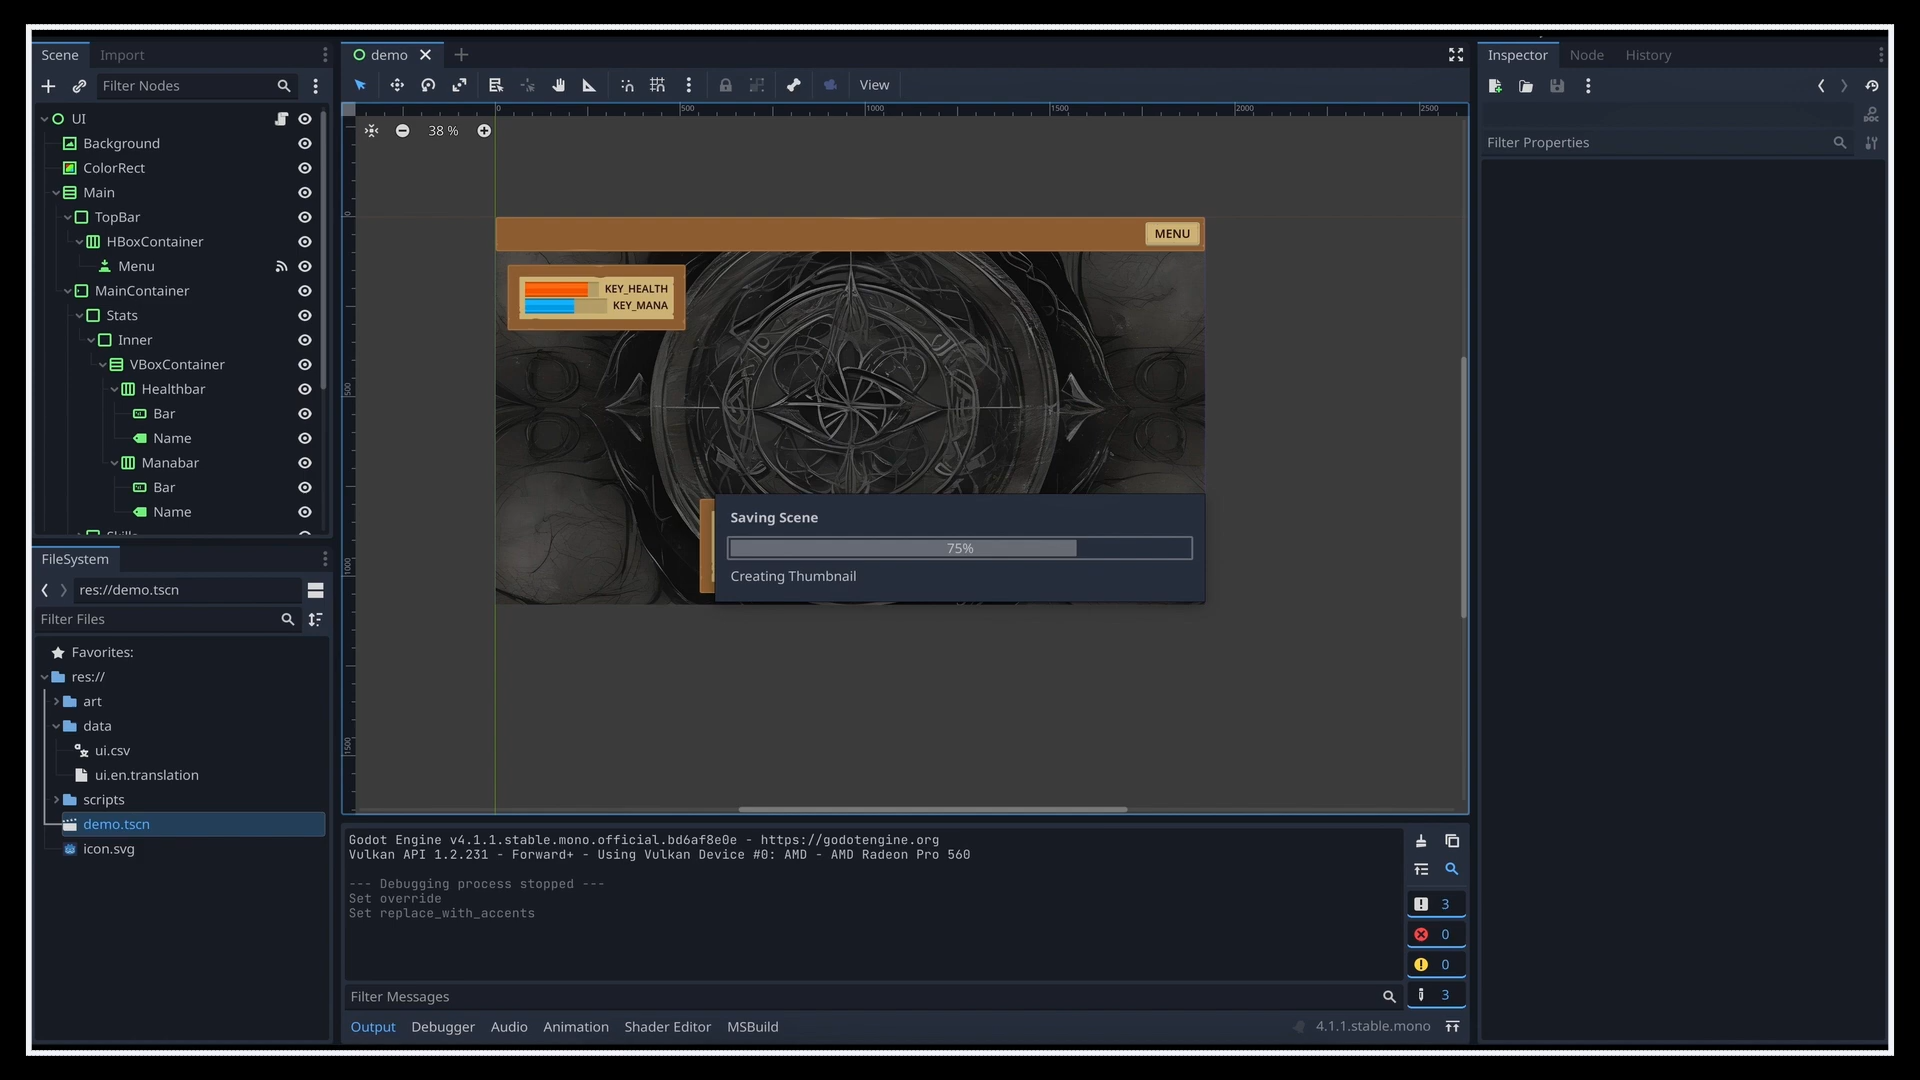 Scene Import
Filter Nodes
UI
Background
ColorRect
Main
TopBar
HBoxContainer
Menu
MainContainer
Stats
Inner
VBoxContainer
Healthbar
Bar
Name
Manabar
Bar
Name
FileSystem
res://demo.tscn
Filter Files
Favorites:
res://
art
data
ui.csv
ui.en.translation
scripts
demo.tscn
icon.svg
demo
View
0 500 1000 1500 2000 2500
38 %
0
500
1000
1500
MENU
KEY_HEALTH
KEY_MANA
Saving Scene
75%
Creating Thumbnail
Godot Engine v4.1.1.stable.mono.official.bd6af8e0e - https://godotengine.org
Vulkan API 1.2.231 - Forward+ - Using Vulkan Device #0: AMD - AMD Radeon Pro 560
--- Debugging process stopped ---
Set override
Set replace_with_accents
3
0
0
3
Filter Messages
Output Debugger Audio Animation Shader Editor MSBuild
4.1.1.stable.mono
Inspector Node History
DOC
Filter Properties